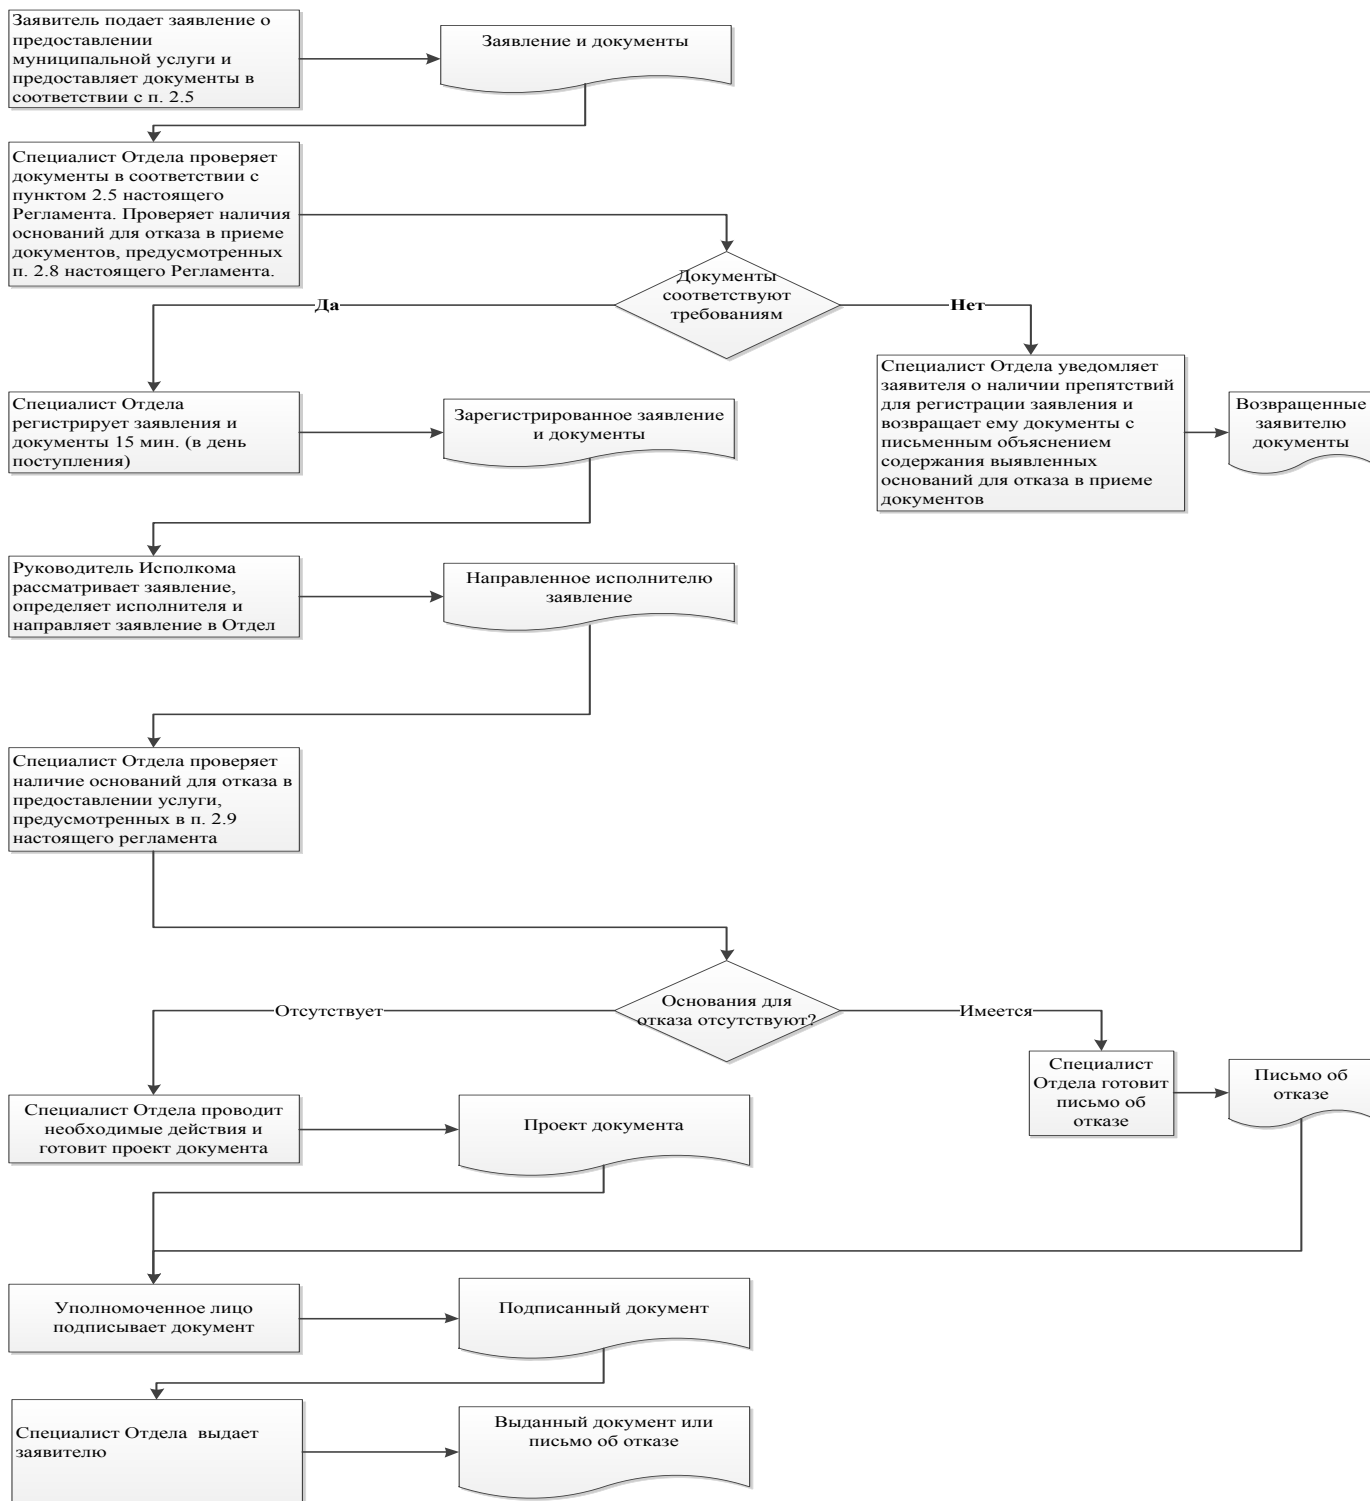 Заявитель подает заявление о
предоставлении
муниципальной услуги и
предоставляет документы в
соответствии с п. 2.5
Заявление и документы
Специалист Отдела проверяет
документы в соответствии с
пунктом 2.5 настоящего
Регламента. Проверяет наличия
оснований для отказа в приеме
документов, предусмотренных
п. 2.8 настоящего Регламента.
Документы
соответствуют
требованиям
Да
Нет
Специалист Отдела
регистрирует заявления и
документы 15 мин. (в день
поступления)
Зарегистрированное заявление
и документы
Специалист Отдела уведомляет
заявителя о наличии препятствий
для регистрации заявления и
возвращает ему документы с
письменным объяснением
содержания выявленных
оснований для отказа в приеме
документов
Возвращенные
заявителю
документы
Руководитель Исполкома
рассматривает заявление,
определяет исполнителя и
направляет заявление в Отдел
Направленное исполнителю
заявление
Специалист Отдела проверяет
наличие оснований для отказа в
предоставлении услуги,
предусмотренных в п. 2.9
настоящего регламента
Основания для
отказа отсутствуют?
Отсутствует
Имеется
Специалист
Отдела готовит
письмо об
отказе
Письмо об
отказе
Специалист Отдела проводит
необходимые действия и
готовит проект документа
Проект документа
Уполномоченное лицо
подписывает документ
Подписанный документ
Специалист Отдела  выдает
заявителю
Выданный документ или
письмо об отказе